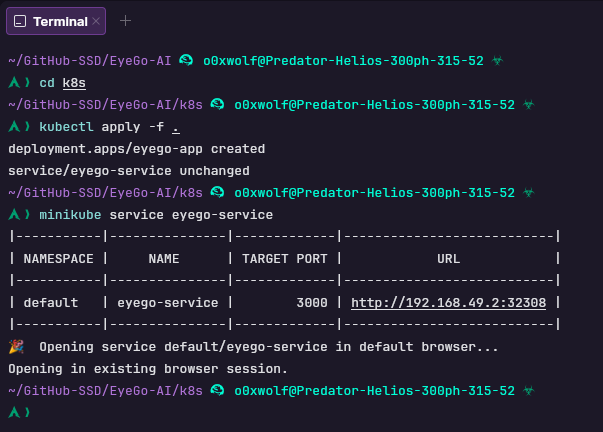 Terminal
~/GitHub-SSD/EyeGo-AI o0xwolf@Predator-Helios-300ph-315-52
cd k8s
~/GitHub-SSD/EyeGo-AI/k8s o0xwolf@Predator-Helios-300ph-315-52
kubectl apply -f .
deployment.apps/eyego-app created
service/eyego-service unchanged
~/GitHub-SSD/EyeGo-AI/k8s o0xwolf@Predator-Helios-300ph-315-52
minikube service eyego-service
|-----------|---------------|-------------|---------------------------|
| NAMESPACE |     NAME      | TARGET PORT |            URL            |
|-----------|---------------|-------------|---------------------------|
| default   | eyego-service |        3000 | http://192.168.49.2:32308 |
|-----------|---------------|-------------|---------------------------|
🎉  Opening service default/eyego-service in default browser...
Opening in existing browser session.
~/GitHub-SSD/EyeGo-AI/k8s o0xwolf@Predator-Helios-300ph-315-52